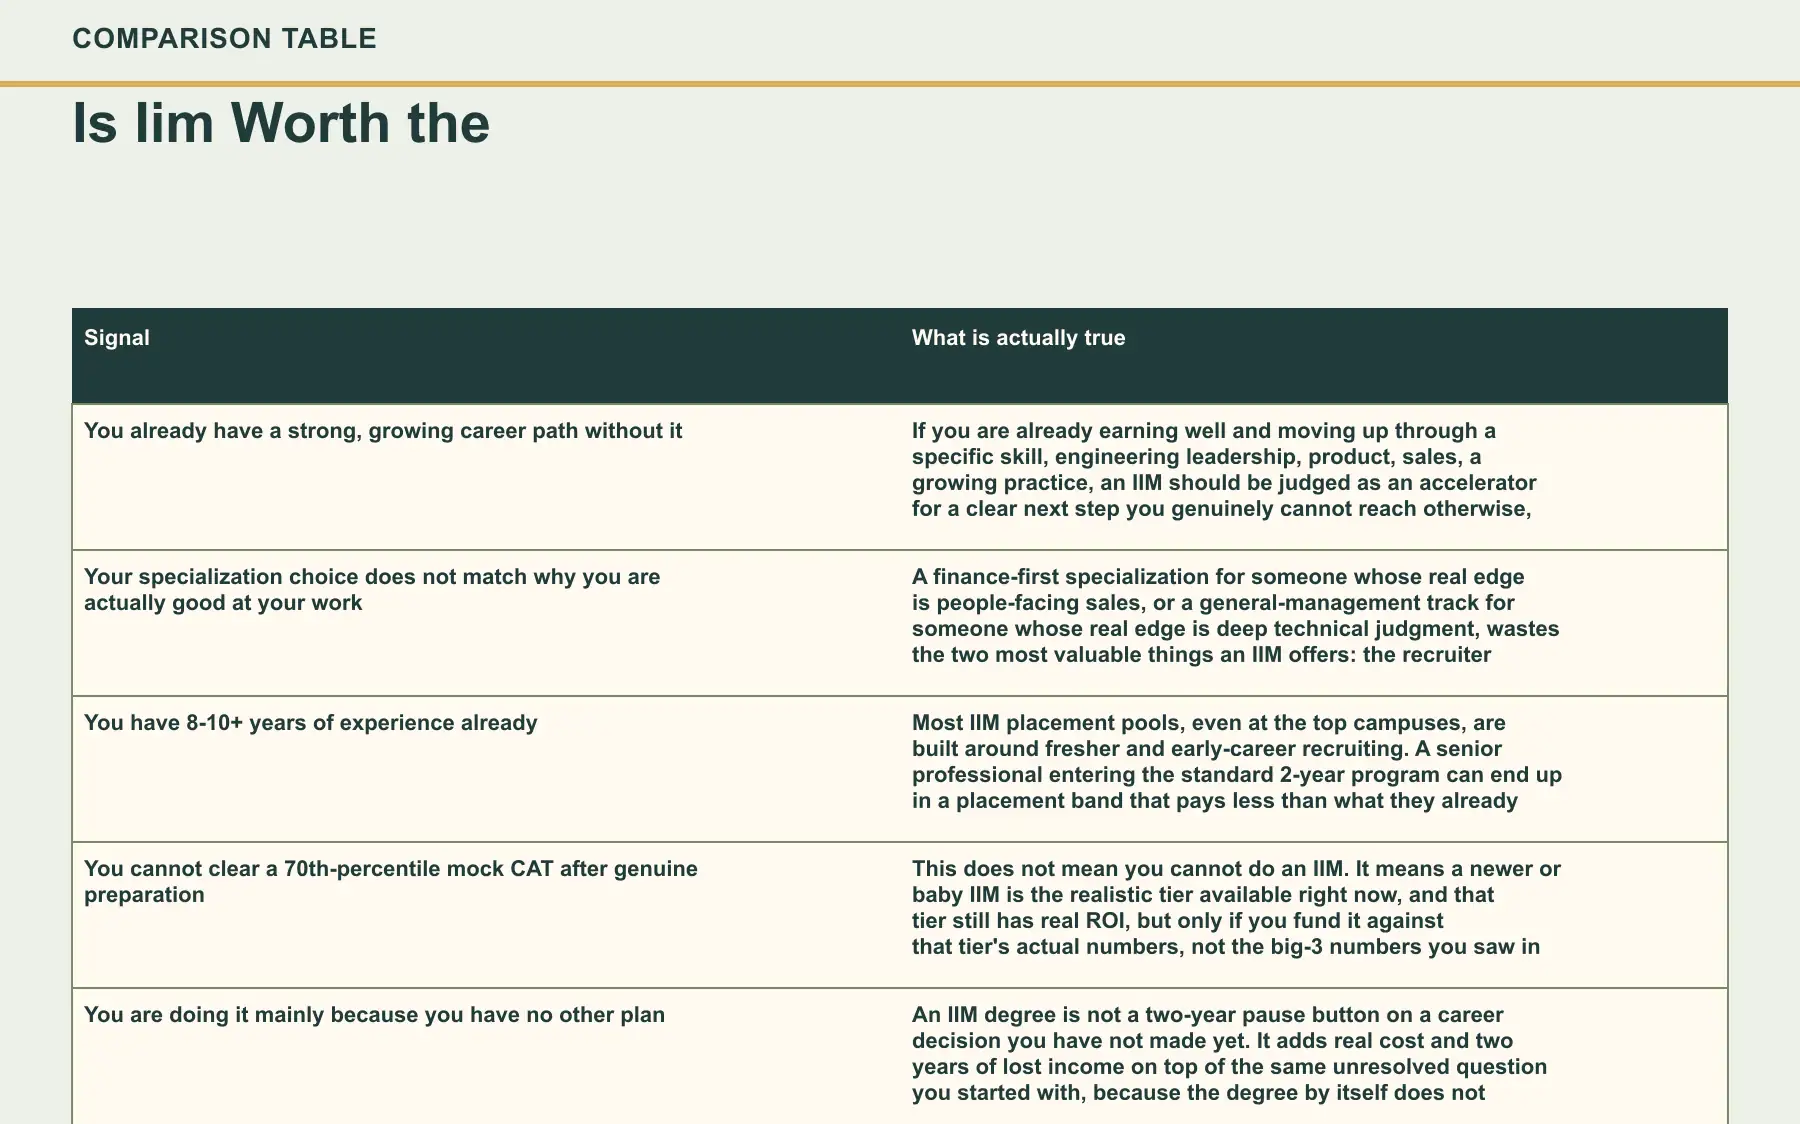 COMPARISON TABLE
Is Iim Worth the
Signal
What is actually true
You already have a strong, growing career path without it
If you are already earning well and moving up through a
specific skill, engineering leadership, product, sales, a
growing practice, an IIM should be judged as an accelerator
for a clear next step you genuinely cannot reach otherwise,
Your specialization choice does not match why you are
actually good at your work
A finance-first specialization for someone whose real edge
is people-facing sales, or a general-management track for
someone whose real edge is deep technical judgment, wastes
the two most valuable things an IIM offers: the recruiter
You have 8-10+ years of experience already
Most IIM placement pools, even at the top campuses, are
built around fresher and early-career recruiting. A senior
professional entering the standard 2-year program can end up
in a placement band that pays less than what they already
You cannot clear a 70th-percentile mock CAT after genuine
preparation
This does not mean you cannot do an IIM. It means a newer or
baby IIM is the realistic tier available right now, and that
tier still has real ROI, but only if you fund it against
that tier's actual numbers, not the big-3 numbers you saw in
You are doing it mainly because you have no other plan
An IIM degree is not a two-year pause button on a career
decision you have not made yet. It adds real cost and two
years of lost income on top of the same unresolved question
you started with, because the degree by itself does not